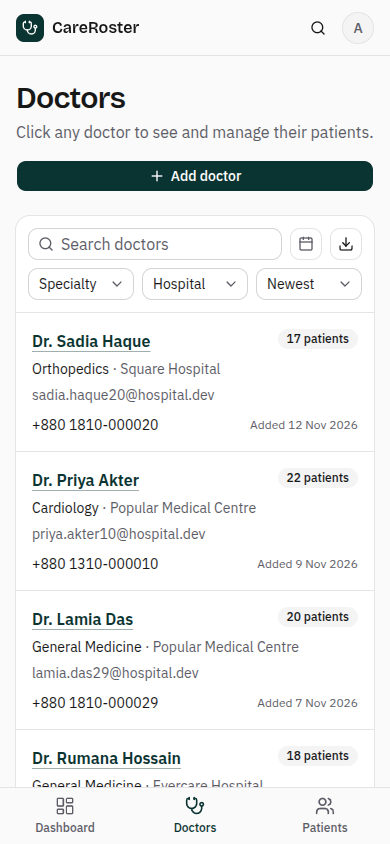 CareRoster
A
Doctors
Click any doctor to see and manage their patients.
Add doctor
Search doctors
Specialty Hospital Newest
Dr. Sadia Haque 17 patients
Orthopedics · Square Hospital
sadia.haque20@hospital.dev
+880 1810-000020 Added 12 Nov 2026
Dr. Priya Akter 22 patients
Cardiology · Popular Medical Centre
priya.akter10@hospital.dev
+880 1310-000010 Added 9 Nov 2026
Dr. Lamia Das 20 patients
General Medicine · Popular Medical Centre
lamia.das29@hospital.dev
+880 1810-000029 Added 7 Nov 2026
Dr. Rumana Hossain 18 patients
General Medicine · Evercare Hospital
Dashboard Doctors Patients